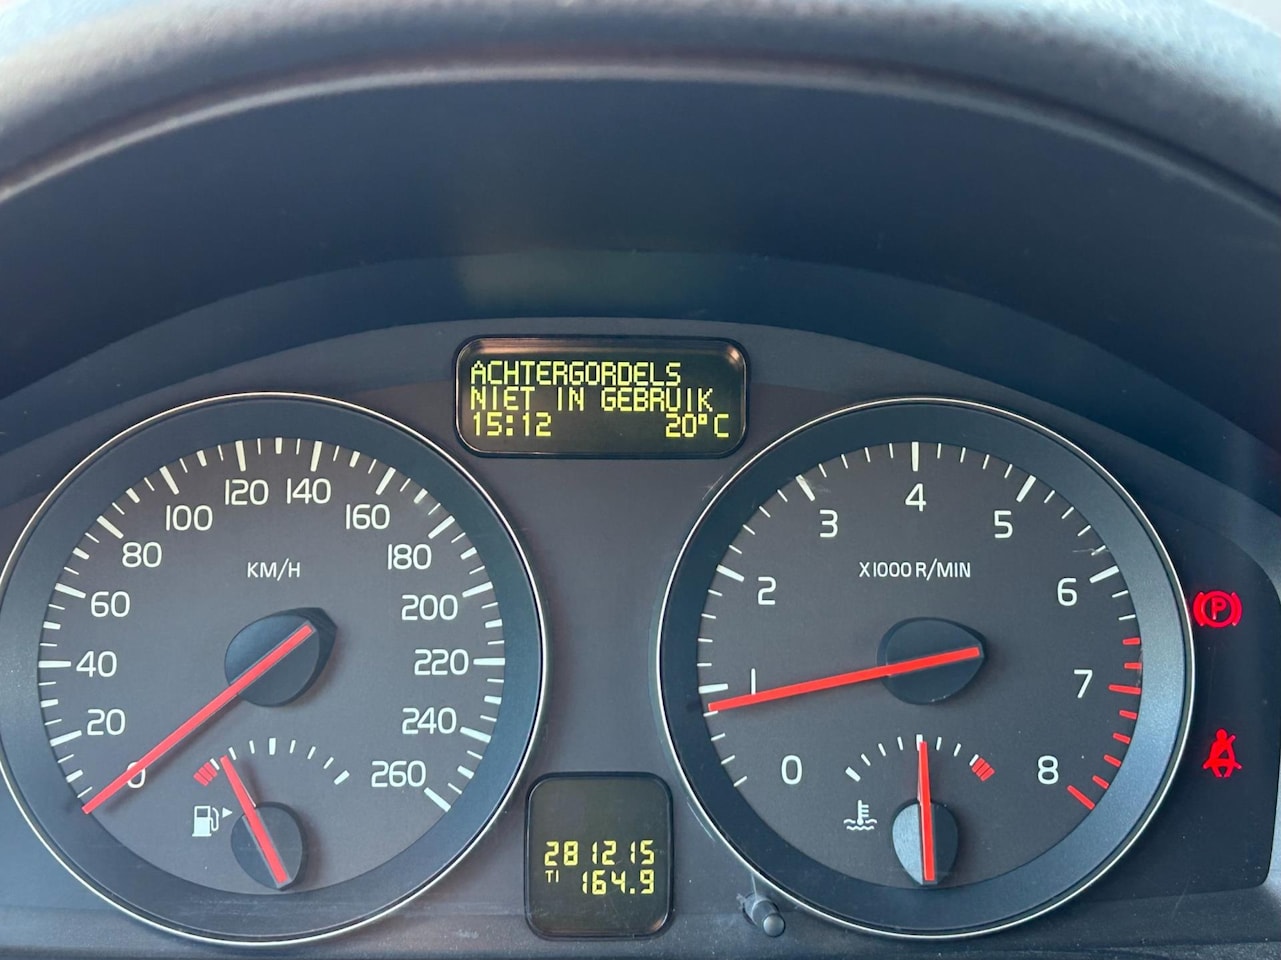 ACHTERGORDELS
NIET IN GEBRUIK
15:12 20°C
0 20 40 60 80 100 120 140 160 180 200 220 240 260
KM/H
0 1 2 3 4 5 6 7 8
X1000 R/MIN
P
281215
T1 164.9